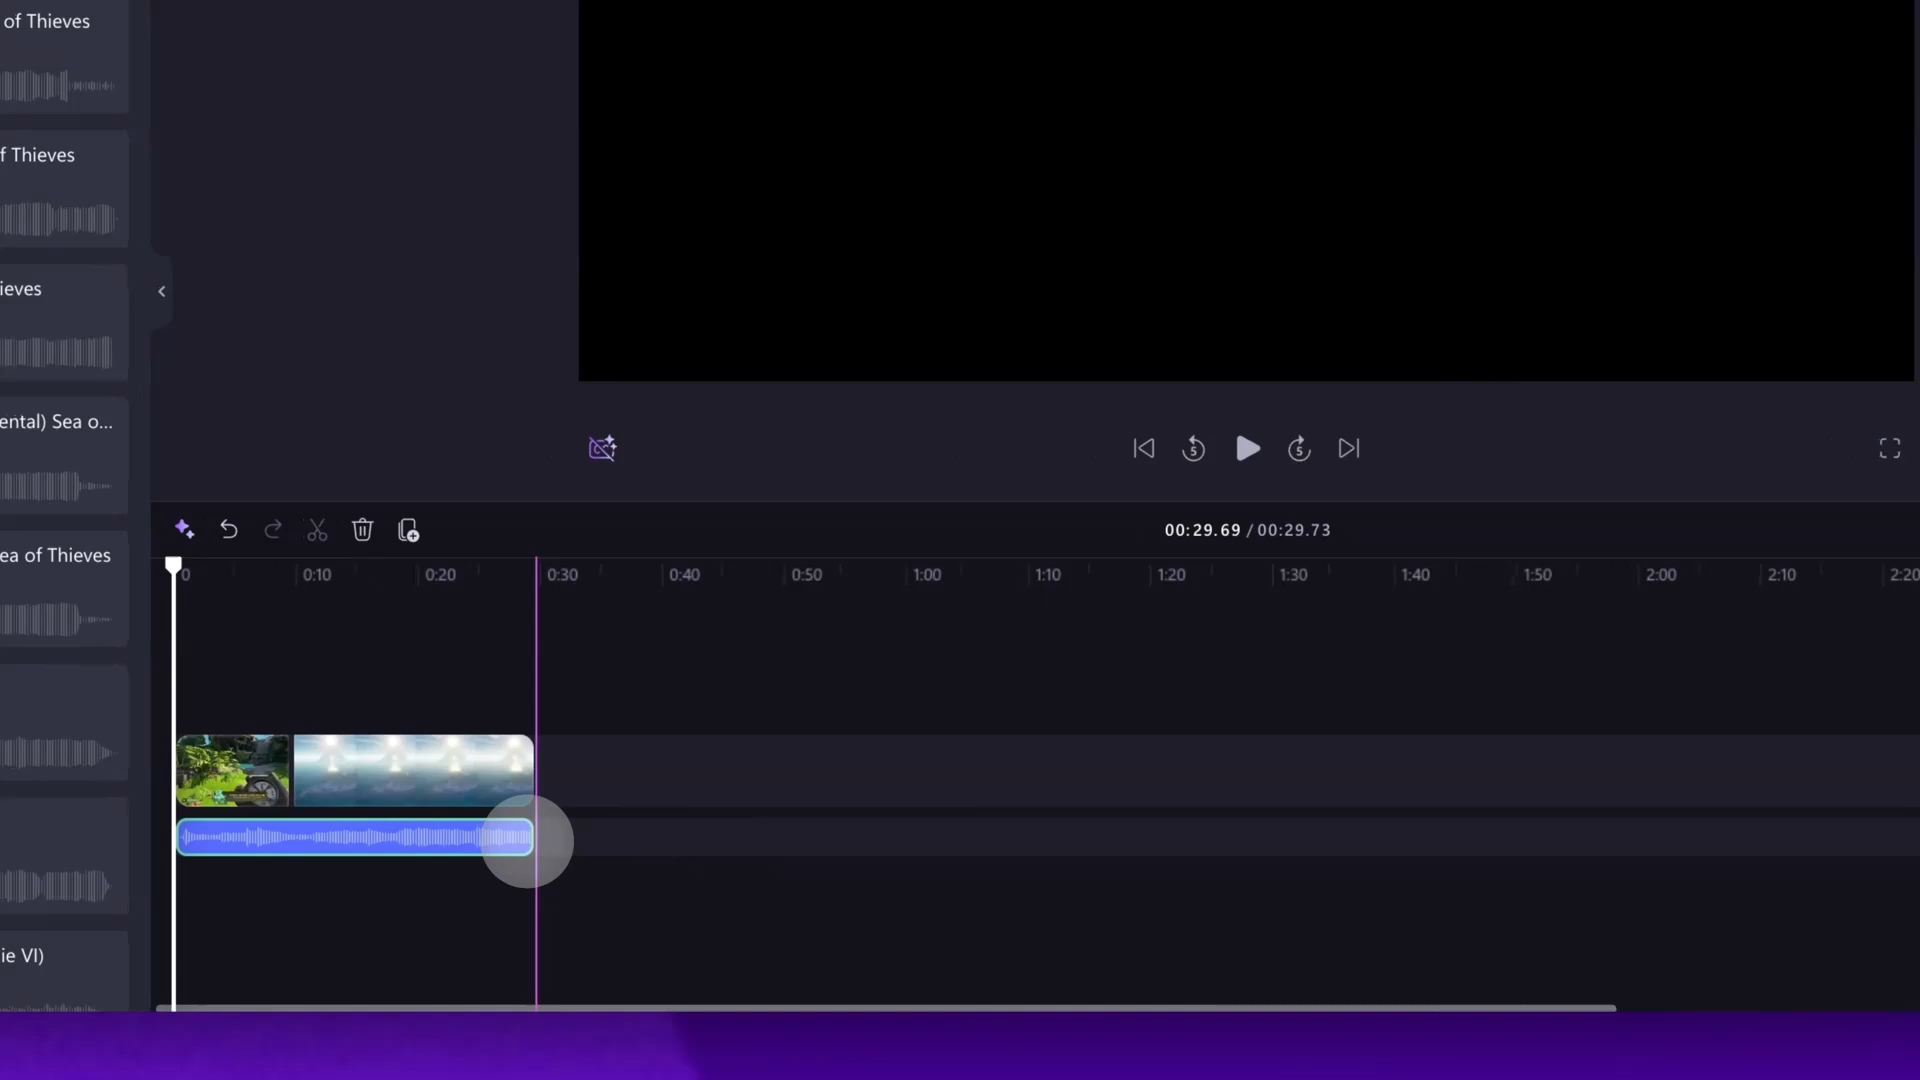 of Thieves
f Thieves
ieves
ental) Sea o...
ea of Thieves
ie VI)
5
5
00:29.69 / 00:29.73
0
0:10
0:20
0:30
0:40
0:50
1:00
1:10
1:20
1:30
1:40
1:50
2:00
2:10
2:20